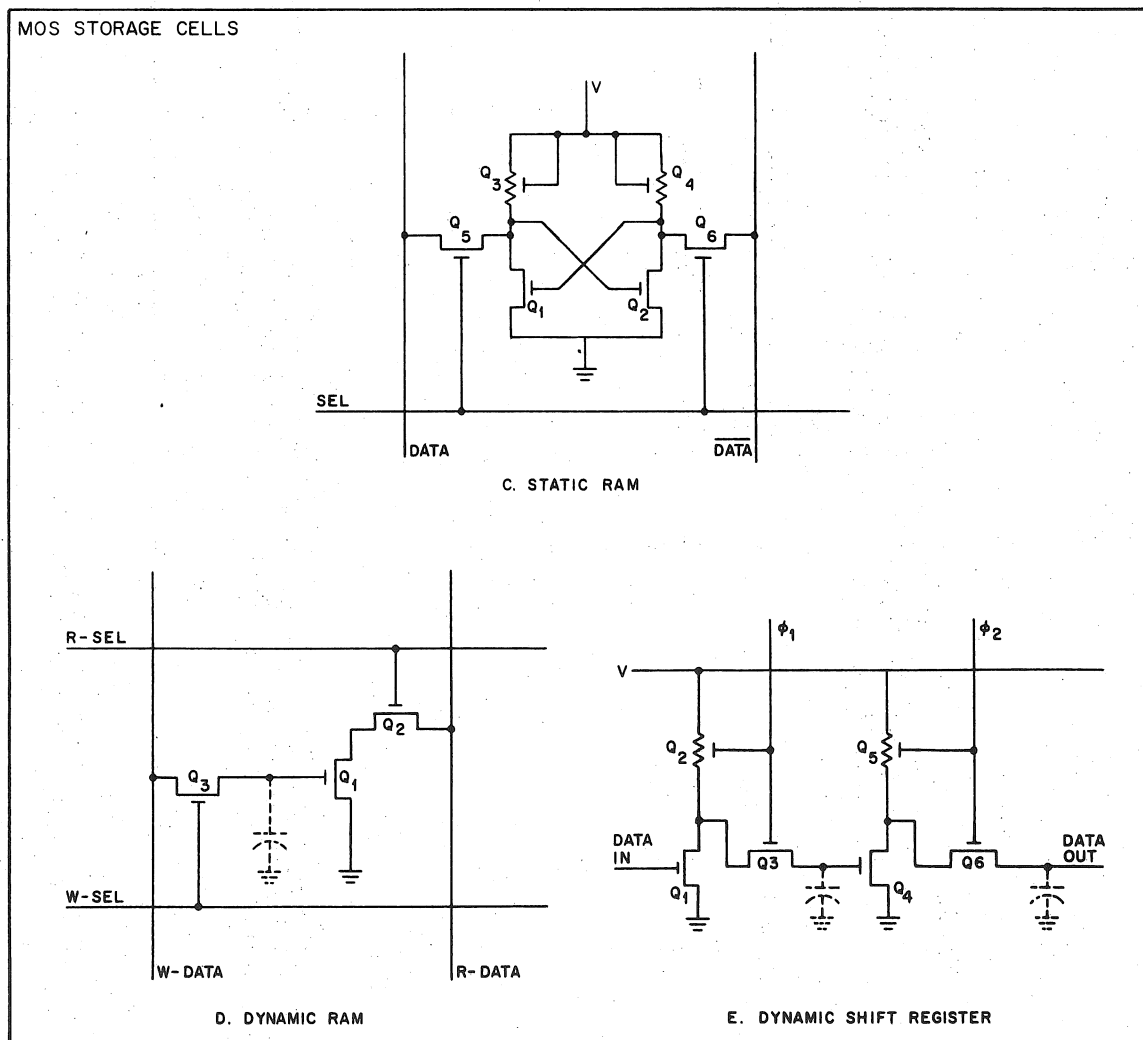 MOS STORAGE CELLS
V
Q3
Q4
Q5
Q6
Q1
Q2
SEL
DATA
D̅A̅T̅A̅
C. STATIC RAM
R-SEL
Q2
Q3
Q1
W-SEL
W-DATA
R-DATA
D. DYNAMIC RAM
ϕ1
ϕ2
V
Q2
Q5
DATA IN
Q3
DATA OUT
Q6
Q1
Q4
E. DYNAMIC SHIFT REGISTER